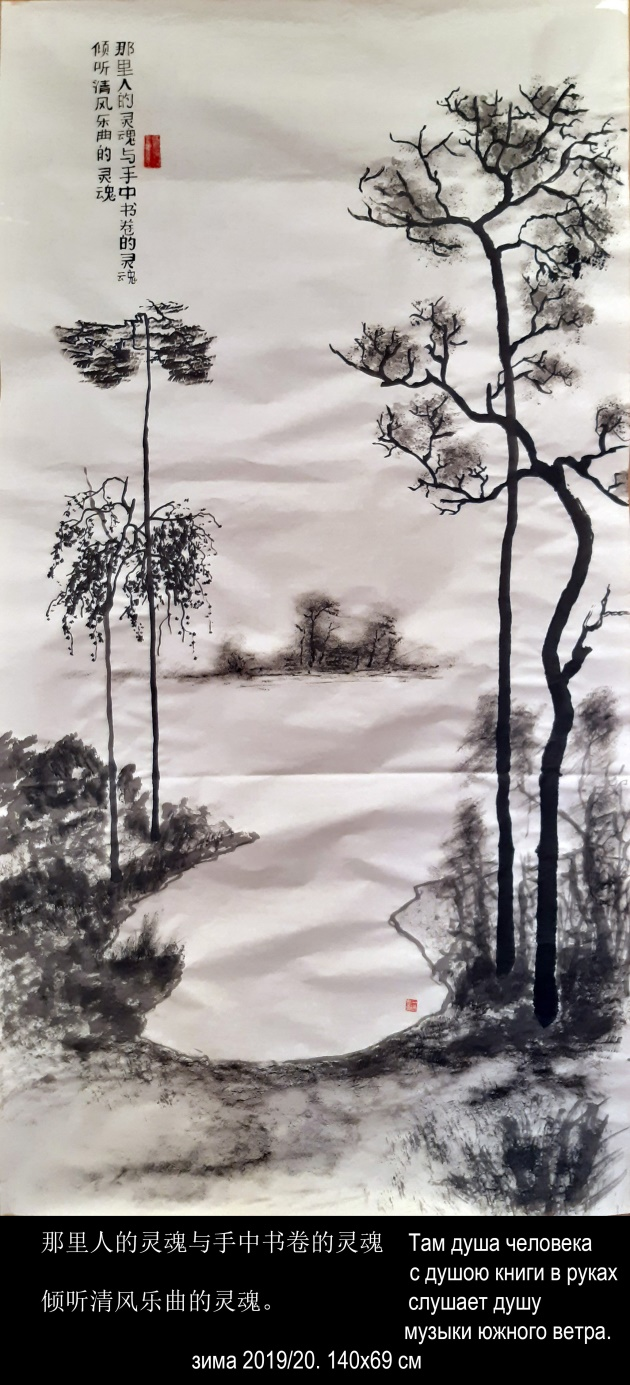 那里人的灵魂与手中书卷的灵魂
倾听清风乐曲的灵魂
那里人的灵魂与手中书卷的灵魂
倾听清风乐曲的灵魂。
Там душа человека
с душою книги в руках
слушает душу
музыки южного ветра.
зима 2019/20. 140х69 см